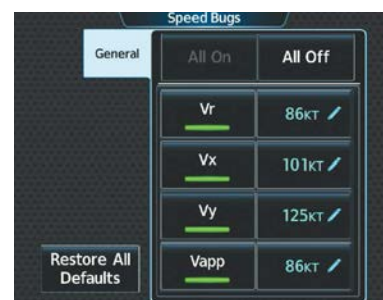 Speed Bugs
General
All On
All Off
Vr
86KT
Vx
101KT
Vy
125KT
Vapp
86KT
Restore All
Defaults